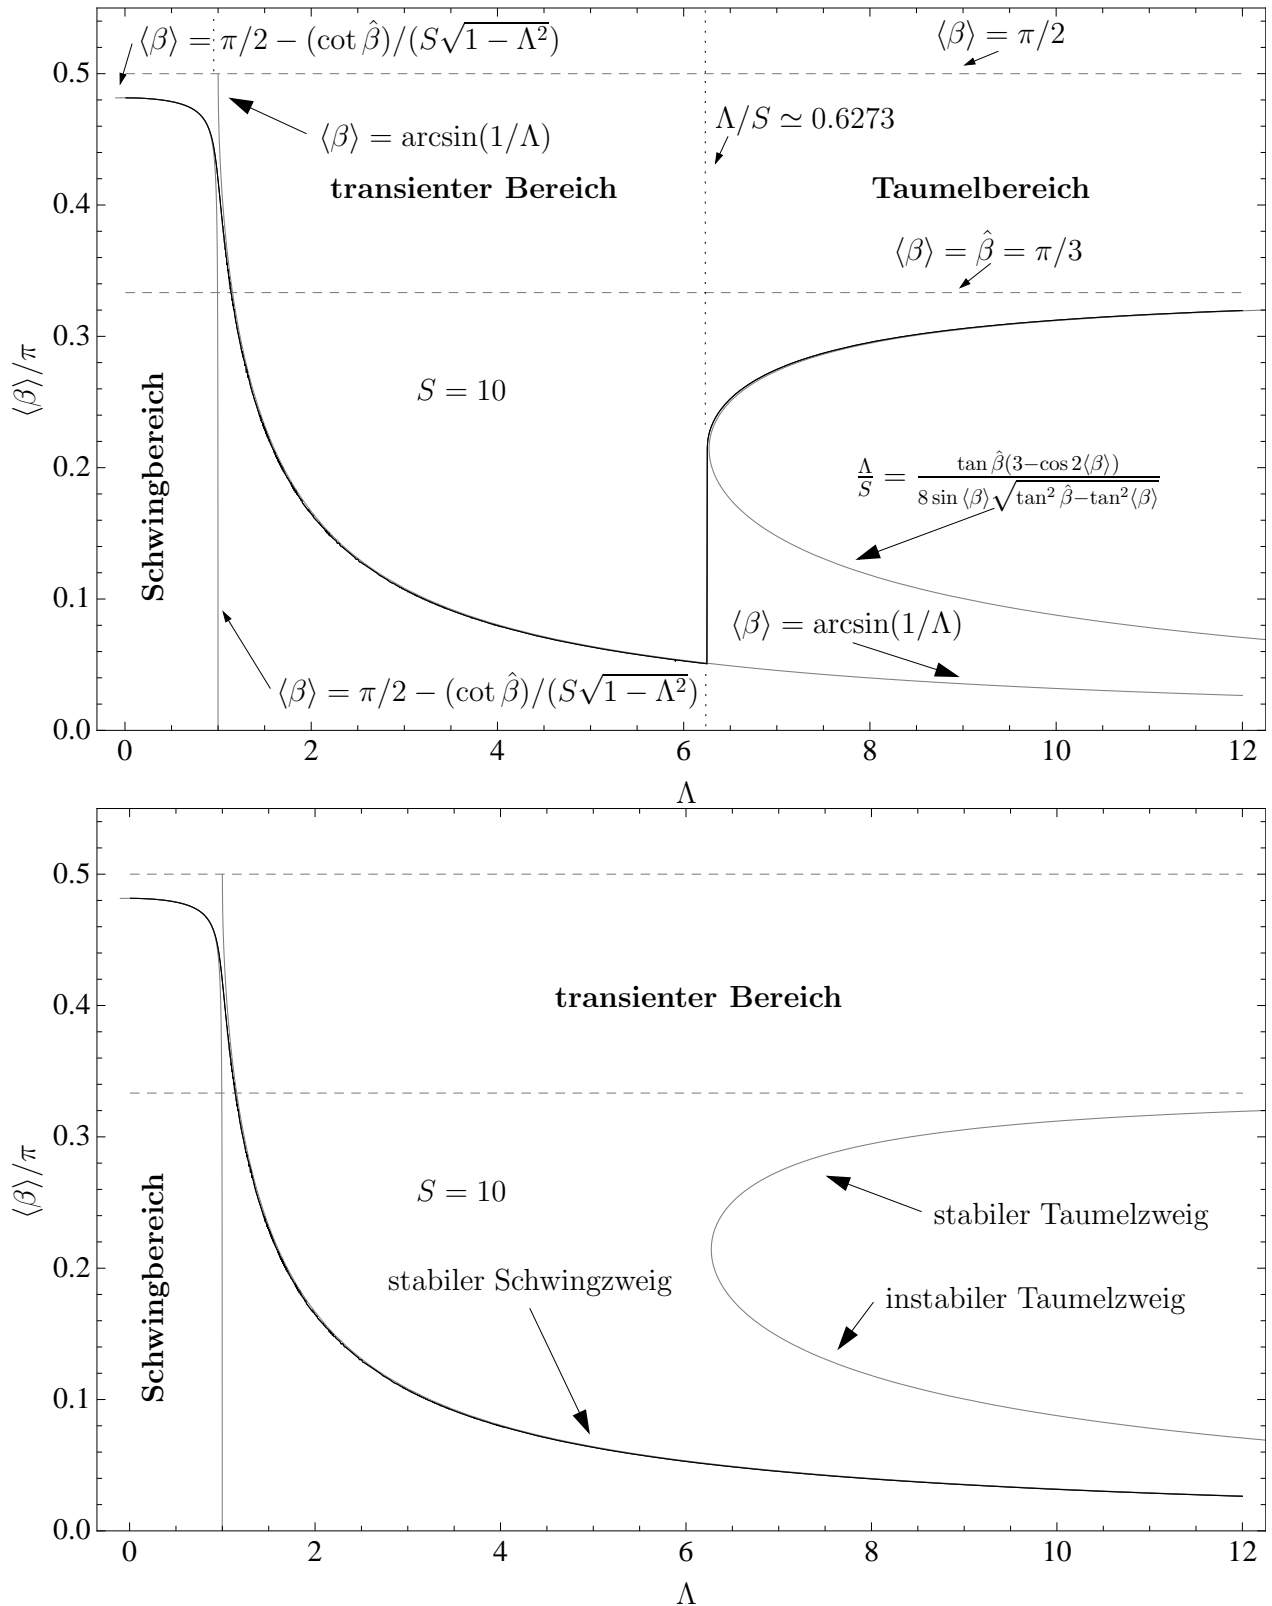 ⟨β⟩ = π/2 − (cot β̂)/(S√(1 − Λ²))
⟨β⟩ = π/2
0.5
Λ/S ≃ 0.6273
⟨β⟩ = arcsin(1/Λ)
transienter Bereich
Taumelbereich
0.4
⟨β⟩ = β̂ = π/3
0.3
⟨β⟩/π
S = 10
Schwingbereich
0.2
Λ/S = tan β̂(3−cos 2⟨β⟩) / (8 sin ⟨β⟩√(tan² β̂−tan²⟨β⟩))
0.1
⟨β⟩ = arcsin(1/Λ)
⟨β⟩ = π/2 − (cot β̂)/(S√(1 − Λ²))
0.0
0 2 4 6 8 10 12
Λ
0.5
0.4
transienter Bereich
0.3
⟨β⟩/π
S = 10
Schwingbereich
stabiler Taumelzweig
0.2
stabiler Schwingzweig
instabiler Taumelzweig
0.1
0.0
0 2 4 6 8 10 12
Λ